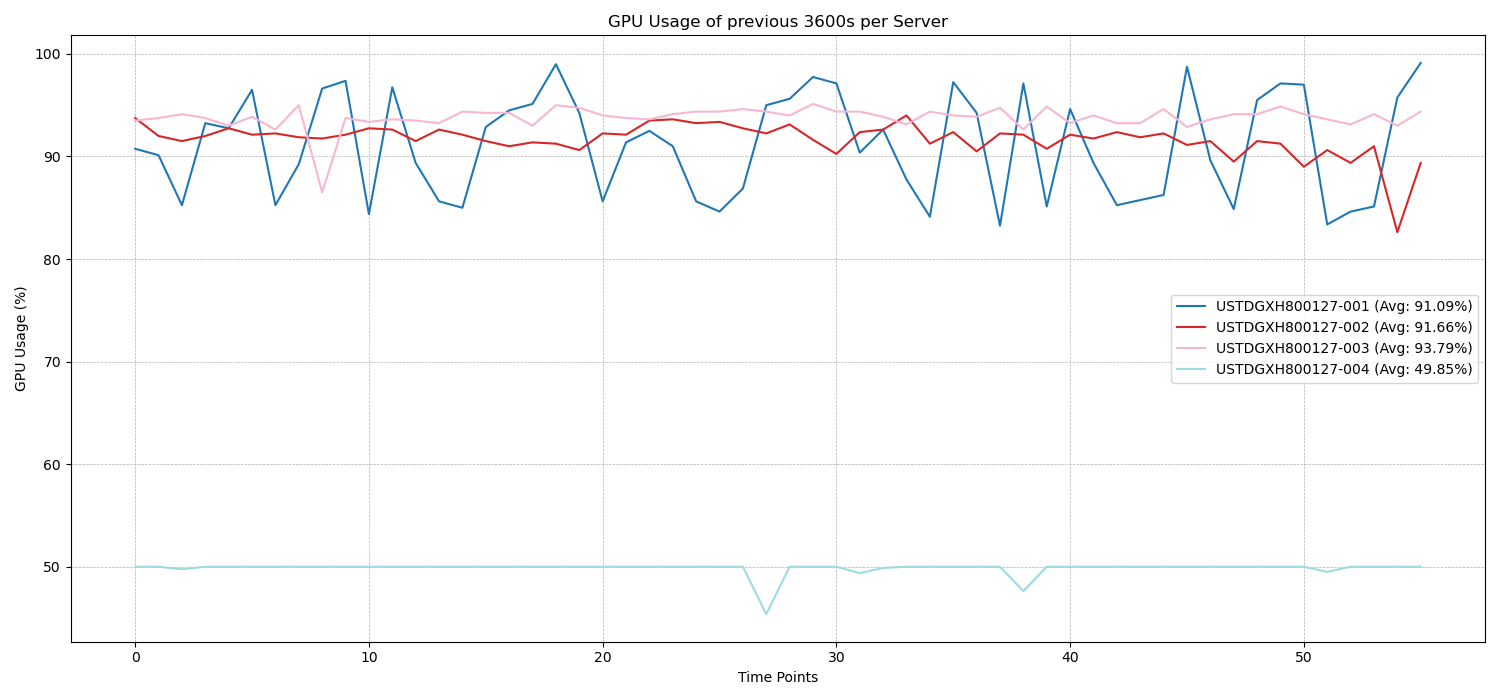 GPU Usage of previous 3600s per Server
GPU Usage (%)
100
90
80
70
60
50
USTDGXH800127-001 (Avg: 91.09%)
USTDGXH800127-002 (Avg: 91.66%)
USTDGXH800127-003 (Avg: 93.79%)
USTDGXH800127-004 (Avg: 49.85%)
0 10 20 30 40 50
Time Points